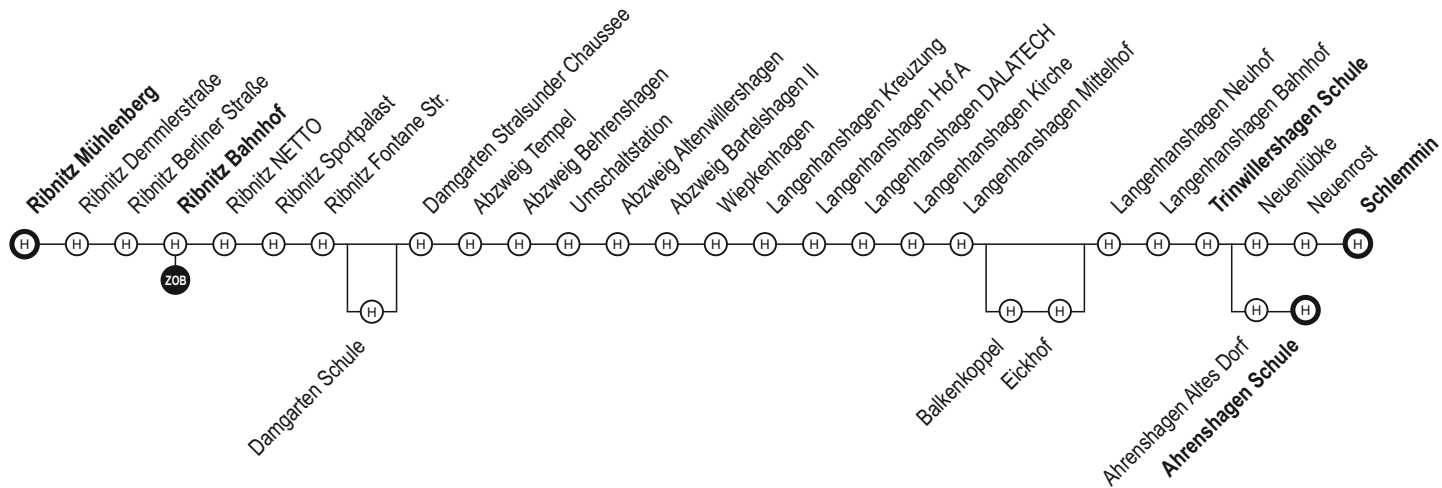 Ribnitz Mühlenberg
Ribnitz Demmlerstraße
Ribnitz Berliner Straße
Ribnitz Bahnhof
Ribnitz NETTO
Ribnitz Sportpalast
Ribnitz Fontane Str.
Damgarten Stralsunder Chaussee
Abzweig Tempel
Abzweig Behrenshagen
Umschaltstation
Abzweig Altenwillershagen
Abzweig Bartelshagen II
Wiepkenhagen
Langenhanshagen Kreuzung
Langenhanshagen Hof A
Langenhanshagen DALATECH
Langenhanshagen Kirche
Langenhanshagen Mittelhof
Langenhanshagen Neuhof
Langenhanshagen Bahnhof
Trinwillershagen Schule
Neuenlübke
Neuenrost
Schlemmin
H H H H H H H H H H H H H H H H H H H H H H H H H
ZOB
H H H H H
Damgarten Schule
Balkenkoppel
Eickhof
Ahrenshagen Altes Dorf
Ahrenshagen Schule